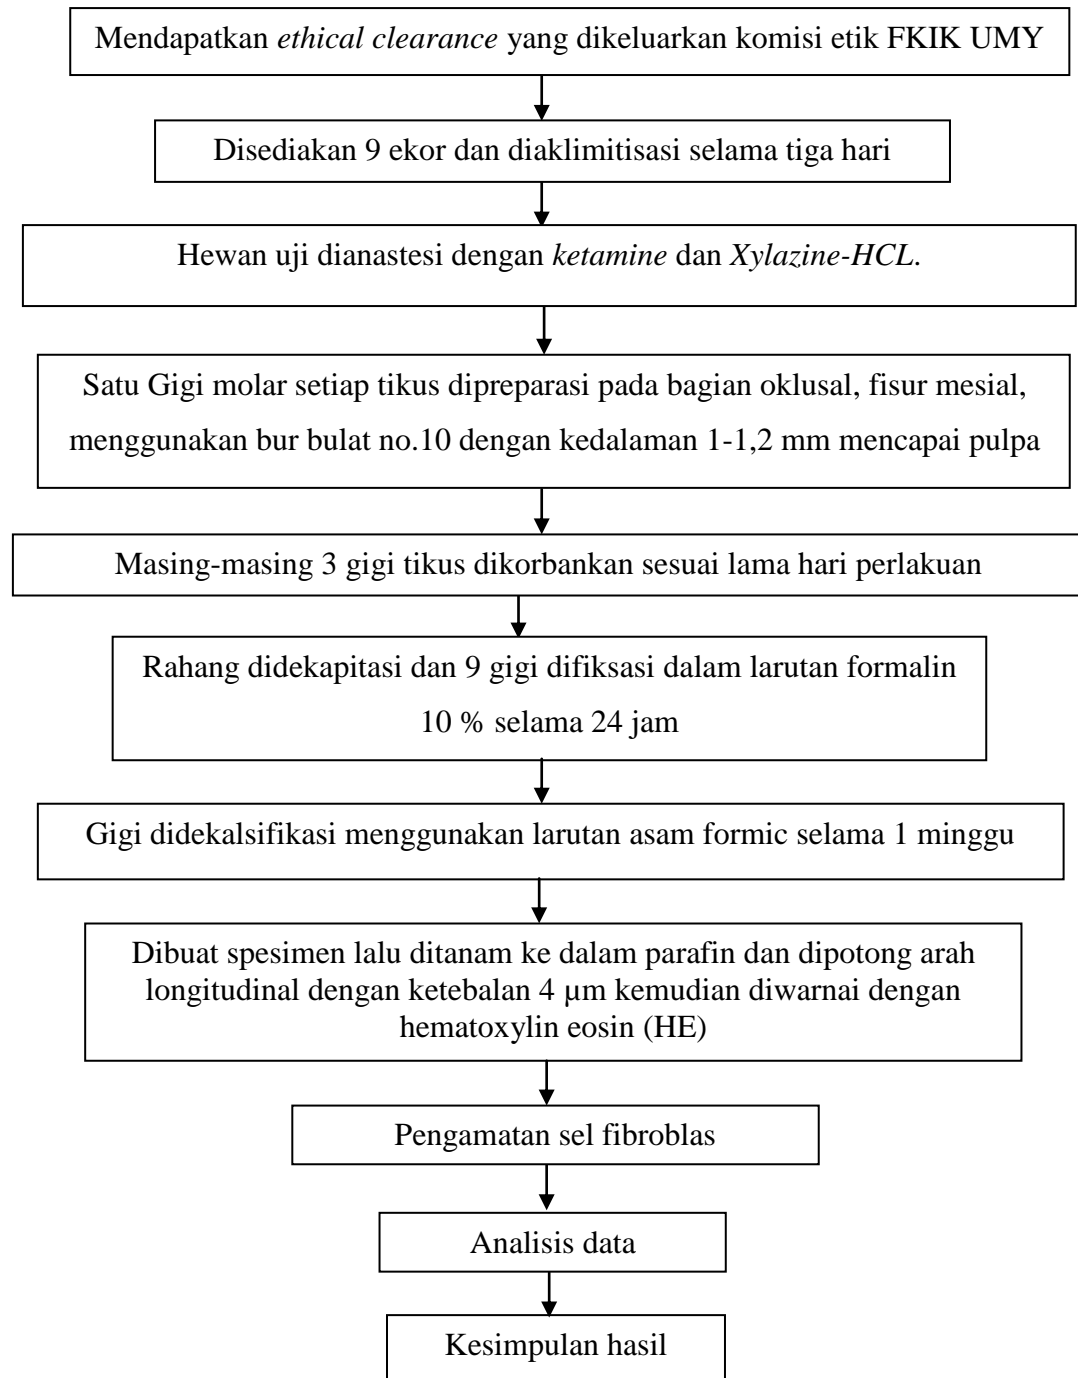 Mendapatkan ethical clearance yang dikeluarkan komisi etik FKIK UMY
Disediakan 9 ekor dan diaklimitisasi selama tiga hari
Hewan uji dianastesi dengan ketamine dan Xylazine-HCL.
Satu Gigi molar setiap tikus dipreparasi pada bagian oklusal, fisur mesial,
menggunakan bur bulat no.10 dengan kedalaman 1-1,2 mm mencapai pulpa
Masing-masing 3 gigi tikus dikorbankan sesuai lama hari perlakuan
Rahang didekapitasi dan 9 gigi difiksasi dalam larutan formalin
10 % selama 24 jam
Gigi didekalsifikasi menggunakan larutan asam formic selama 1 minggu
Dibuat spesimen lalu ditanam ke dalam parafin dan dipotong arah
longitudinal dengan ketebalan 4 µm kemudian diwarnai dengan
hematoxylin eosin (HE)
Pengamatan sel fibroblas
Analisis data
Kesimpulan hasil